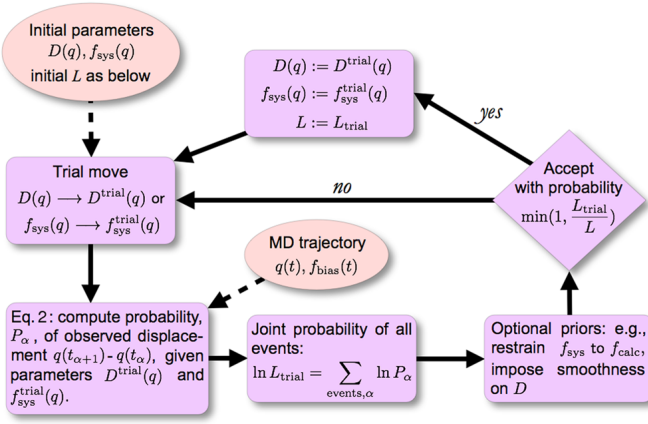 Initial parameters
D(q), f_sys(q)
initial L as below
D(q) := D^trial(q)
f_sys(q) := f_sys^trial(q)
L := L_trial
yes
Accept
with probability
min(1, L_trial/L)
no
Trial move
D(q) ⟶ D^trial(q) or
f_sys(q) ⟶ f_sys^trial(q)
MD trajectory
q(t), f_bias(t)
Eq. 2: compute probability,
P_α, of observed displace-
ment q(t_α+1) - q(t_α), given
parameters D^trial(q) and
f_sys^trial(q).
Joint probability of all
events:
ln L_trial = ∑ ln P_α
events,α
Optional priors: e.g.,
restrain f_sys to f_calc,
impose smoothness
on D